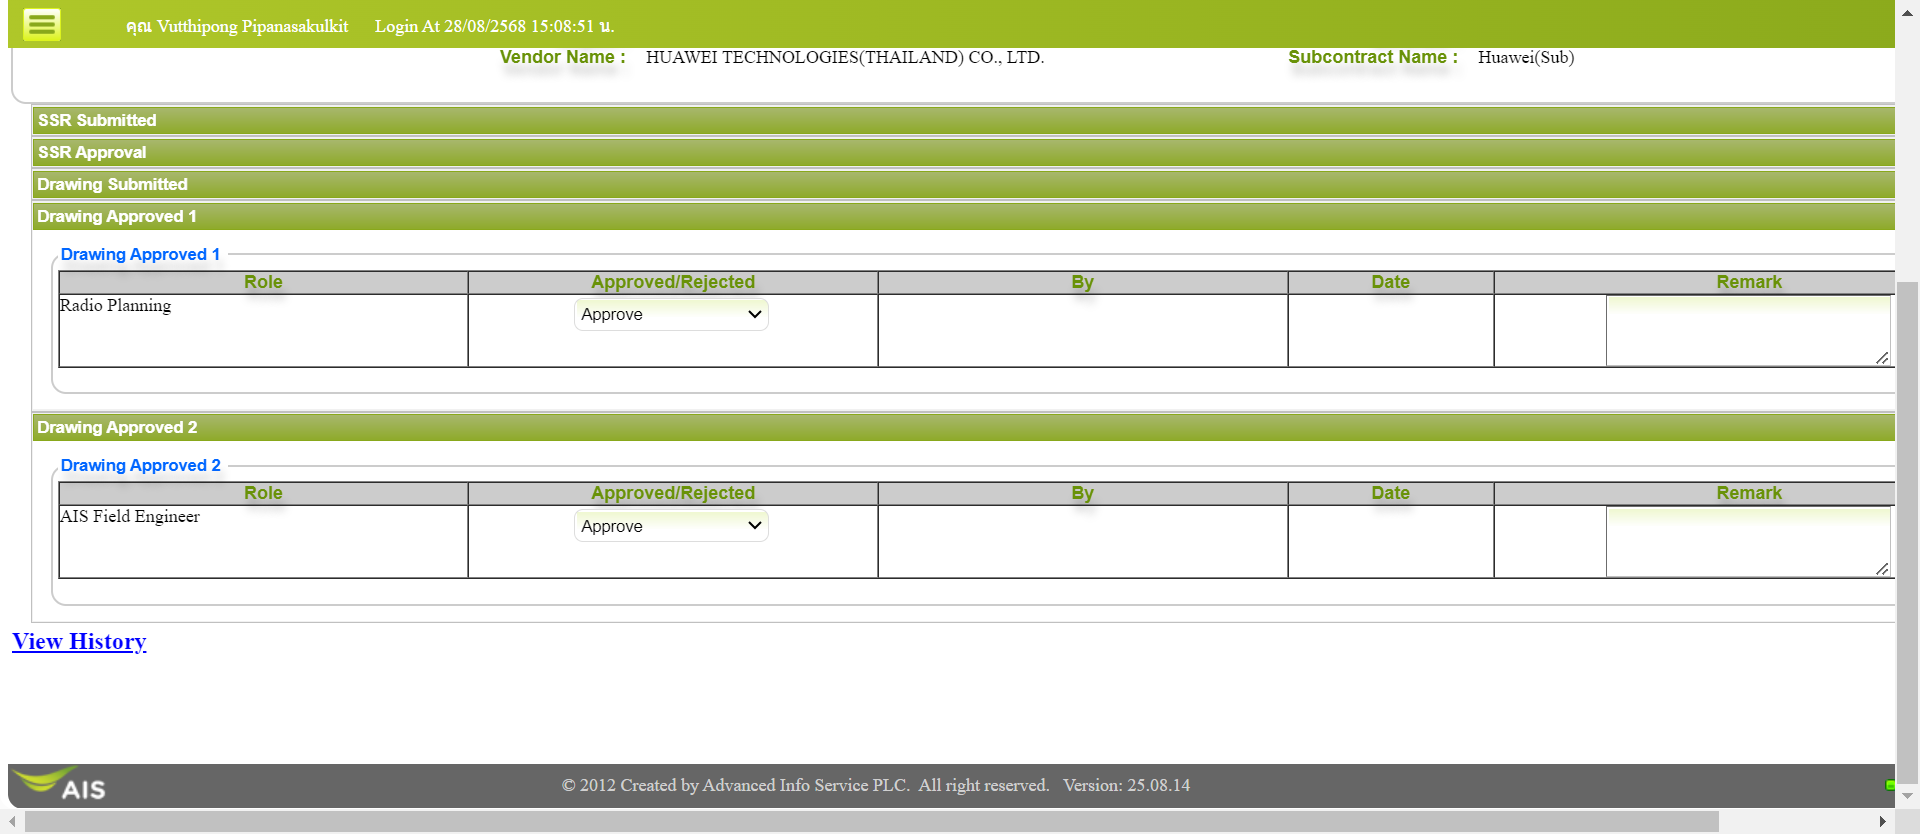 คุณ Vutthipong Pipanasakulkit Login At 28/08/2568 15:08:51 น.
Vendor Name : HUAWEI TECHNOLOGIES(THAILAND) CO., LTD. Subcontract Name : Huawei(Sub)
SSR Submitted
SSR Approval
Drawing Submitted
Drawing Approved 1
Drawing Approved 1
Role Approved/Rejected By Date Remark
Radio Planning Approve
Drawing Approved 2
Drawing Approved 2
Role Approved/Rejected By Date Remark
AIS Field Engineer Approve
View History
AIS © 2012 Created by Advanced Info Service PLC. All right reserved. Version: 25.08.14